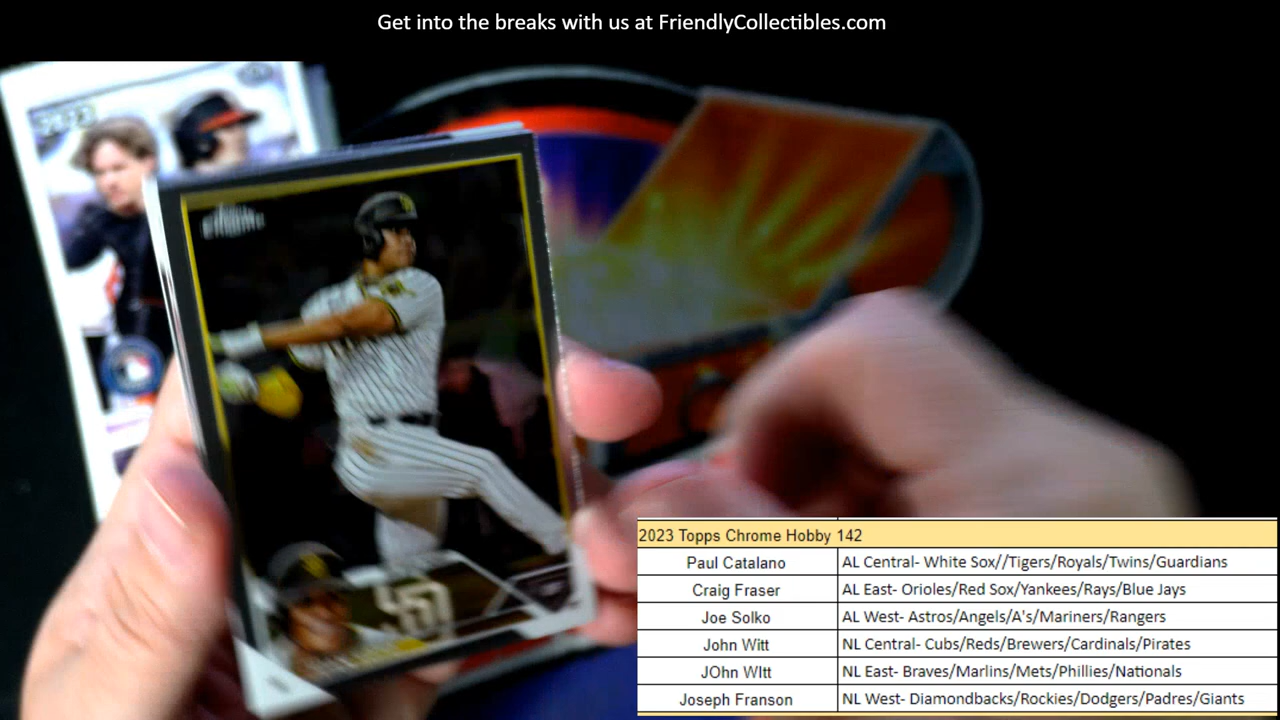 Get into the breaks with us at FriendlyCollectibles.com
2023
SD
2023 Topps Chrome Hobby 142
Paul Catalano AL Central- White Sox//Tigers/Royals/Twins/Guardians
Craig Fraser AL East- Orioles/Red Sox/Yankees/Rays/Blue Jays
Joe Solko AL West- Astros/Angels/A's/Mariners/Rangers
John Witt NL Central- Cubs/Reds/Brewers/Cardinals/Pirates
JOhn WItt NL East- Braves/Marlins/Mets/Phillies/Nationals
Joseph Franson NL West- Diamondbacks/Rockies/Dodgers/Padres/Giants